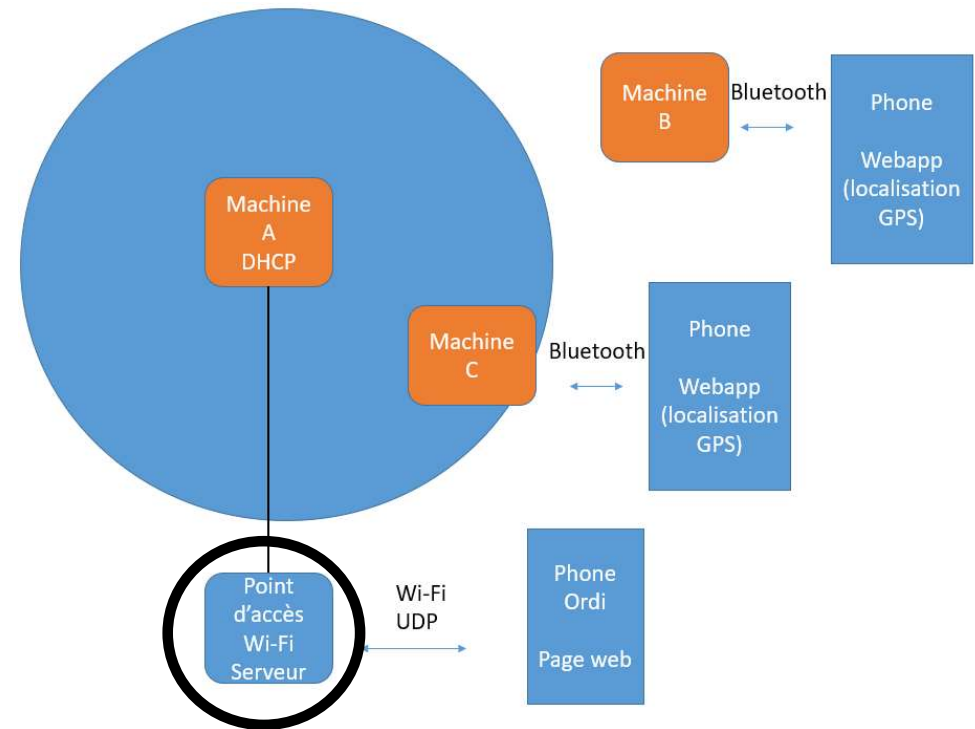 Machine
A
DHCP
Machine
B
Bluetooth
Phone
Webapp
(localisation
GPS)
Machine
C
Bluetooth
Phone
Webapp
(localisation
GPS)
Point
d'accès
Wi-Fi
Serveur
Wi-Fi
UDP
Phone
Ordi
Page web